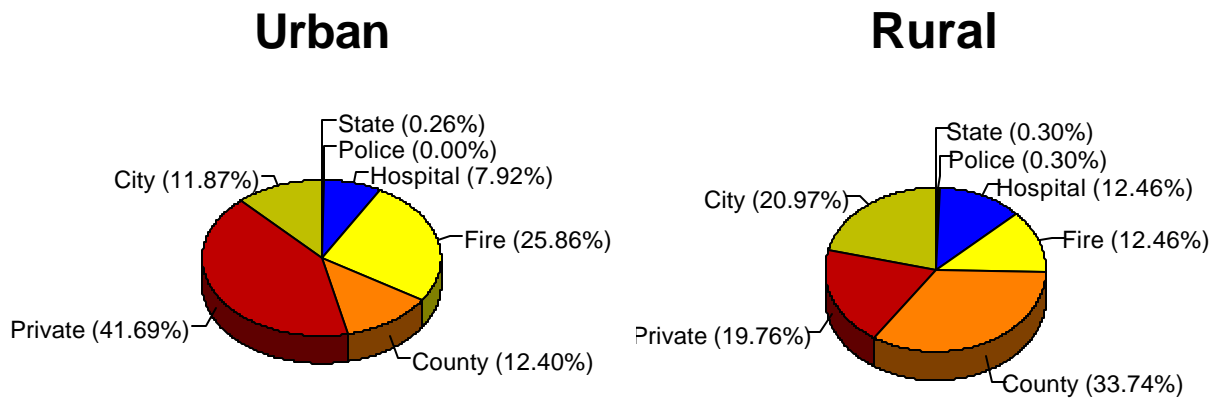 Urban
State (0.26%)
Police (0.00%)
Hospital (7.92%)
City (11.87%)
Fire (25.86%)
Private (41.69%)
County (12.40%)
Rural
State (0.30%)
Police (0.30%)
Hospital (12.46%)
City (20.97%)
Fire (12.46%)
Private (19.76%)
County (33.74%)